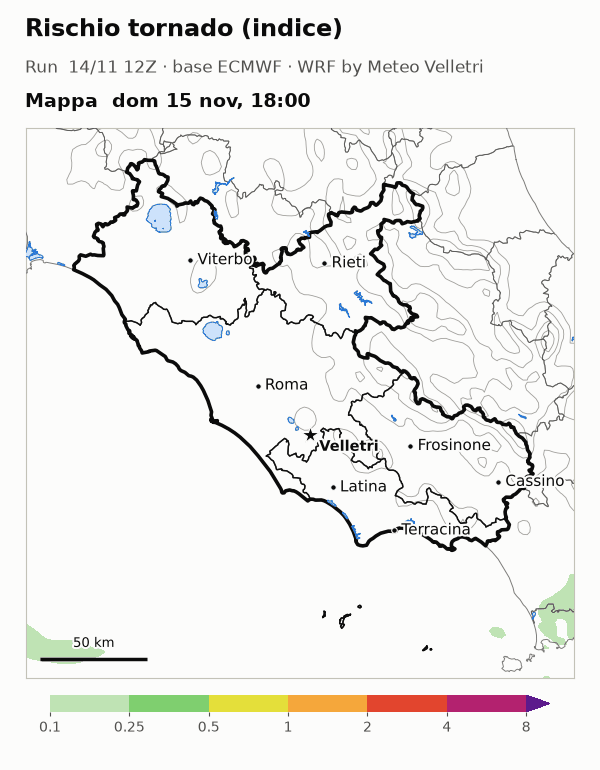 Rischio tornado (indice)
Run  14/11 12Z · base ECMWF · WRF by Meteo Velletri
Mappa  dom 15 nov, 18:00
Viterbo
Rieti
Roma
Velletri
Frosinone
Cassino
Latina
Terracina
50 km
0.1 0.25 0.5 1 2 4 8